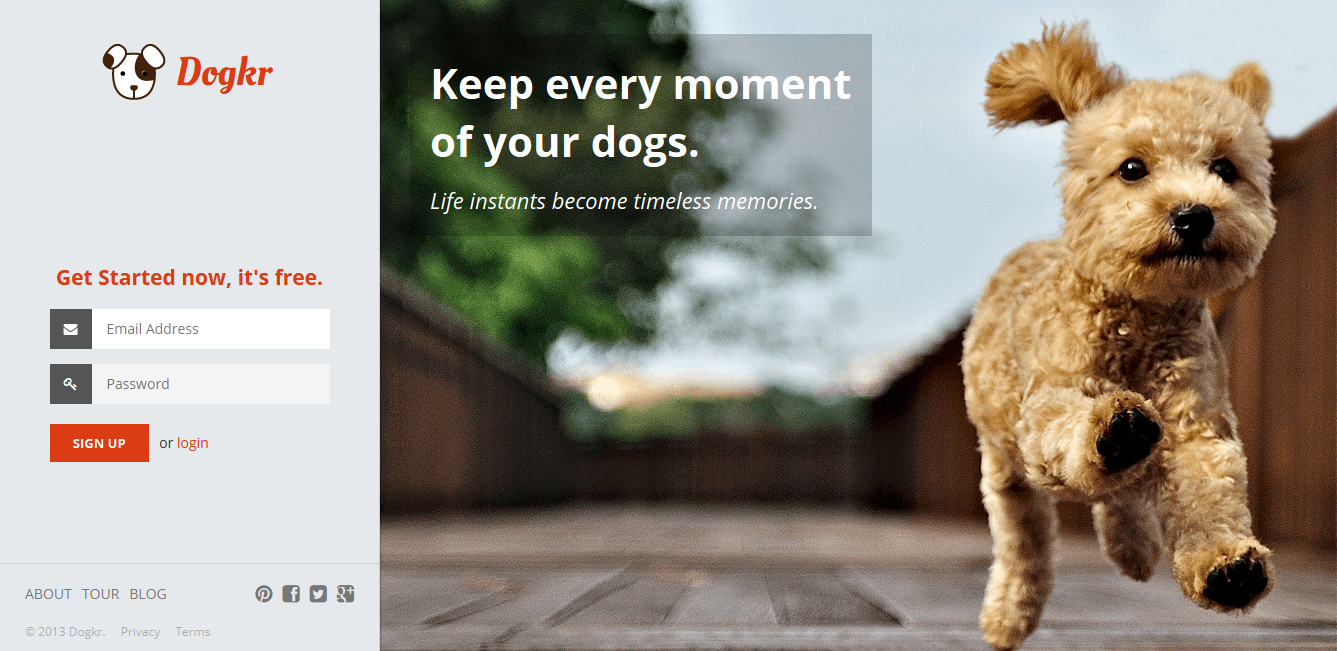 Dogkr
Keep every moment
of your dogs.
Life instants become timeless memories.
Get Started now, it's free.
Email Address
Password
SIGN UP or login
ABOUT TOUR BLOG
© 2013 Dogkr. Privacy Terms